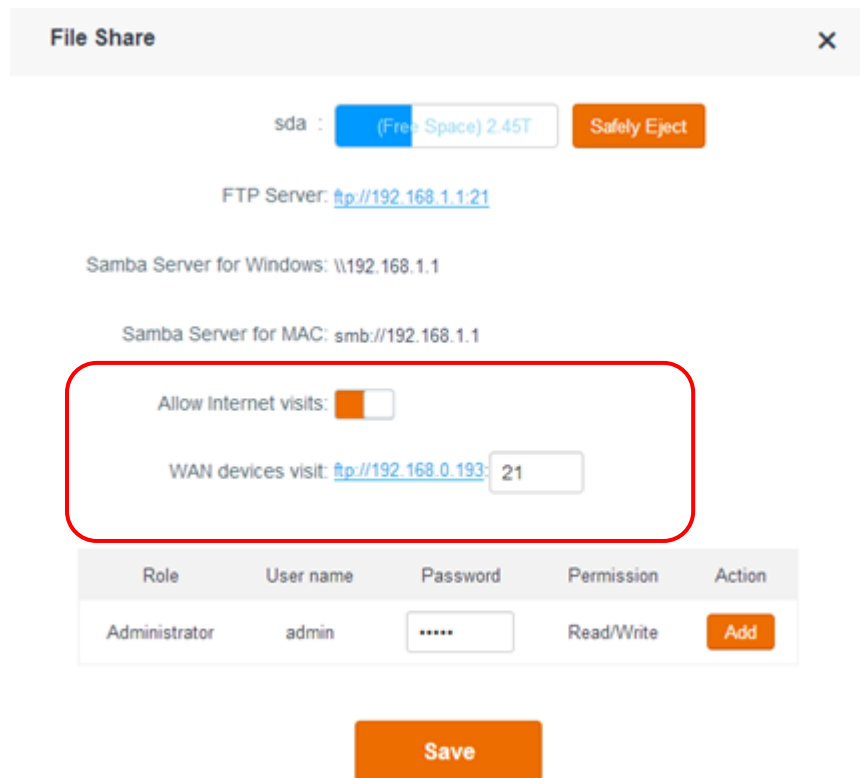 File Share ×
sda : (Free Space) 2.45T Safely Eject
FTP Server: ftp://192.168.1.1:21
Samba Server for Windows: \\192.168.1.1
Samba Server for MAC: smb://192.168.1.1
Allow Internet visits:
WAN devices visit: ftp://192.168.0.193: 21
Role User name Password Permission Action
Administrator admin ••••• Read/Write Add
Save